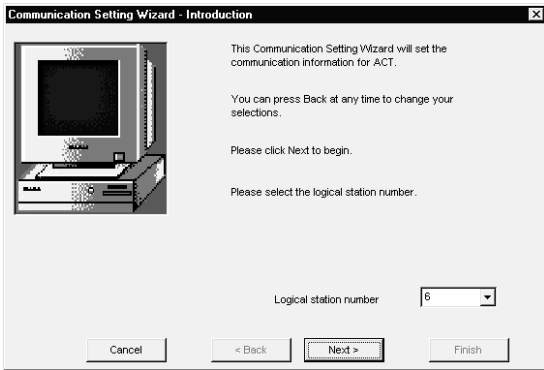 Communication Setting Wizard - Introduction
This Communication Setting Wizard will set the
communication information for ACT.
You can press Back at any time to change your
selections.
Please click Next to begin.
Please select the logical station number.
Logical station number 6
Cancel < Back Next > Finish